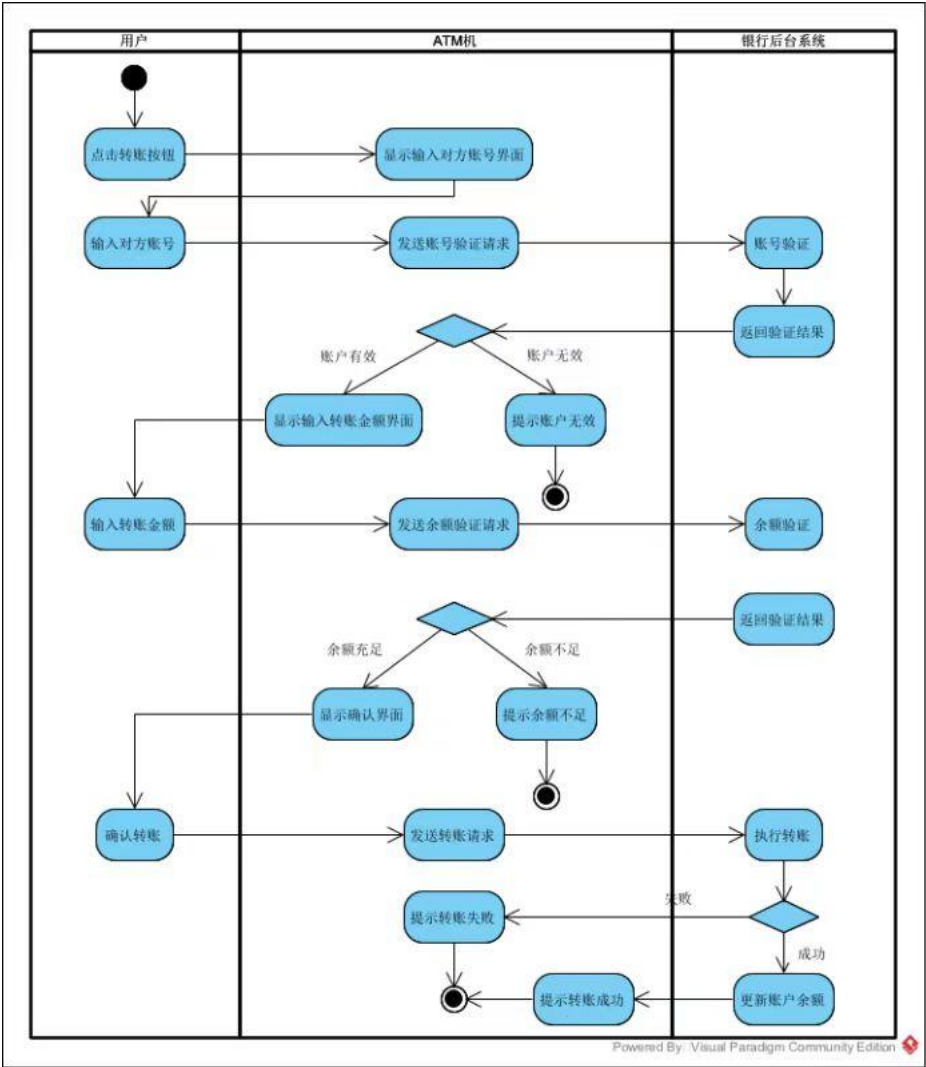 用户
ATM机
银行后台系统
点击转账按钮
显示输入对方账号界面
输入对方账号
发送账号验证请求
账号验证
返回验证结果
账户有效
账户无效
显示输入转账金额界面
提示账户无效
输入转账金额
发送余额验证请求
余额验证
返回验证结果
余额充足
余额不足
显示确认界面
提示余额不足
确认转账
发送转账请求
执行转账
失败
提示转账失败
成功
提示转账成功
更新账户余额
Powered By: Visual Paradigm Community Edition